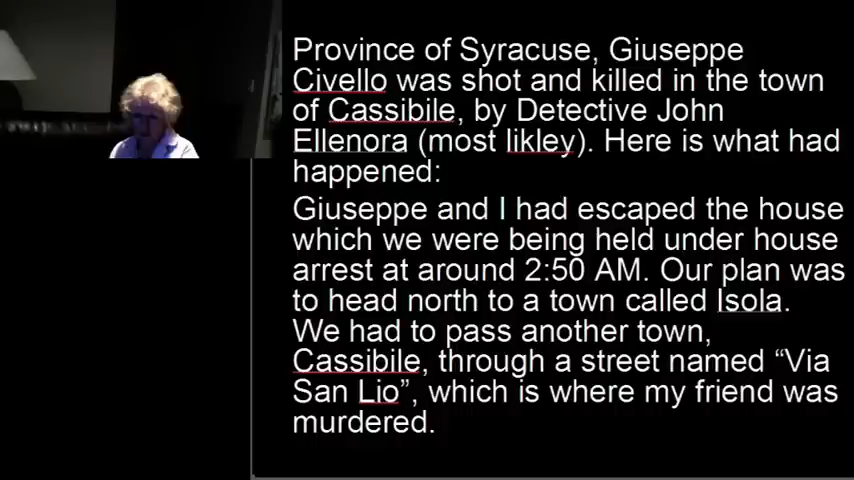 Province of Syracuse, Giuseppe
Civello was shot and killed in the town
of Cassibile, by Detective John
Ellenora (most likley). Here is what had
happened:
Giuseppe and I had escaped the house
which we were being held under house
arrest at around 2:50 AM. Our plan was
to head north to a town called Isola.
We had to pass another town,
Cassibile, through a street named “Via
San Lio”, which is where my friend was
murdered.